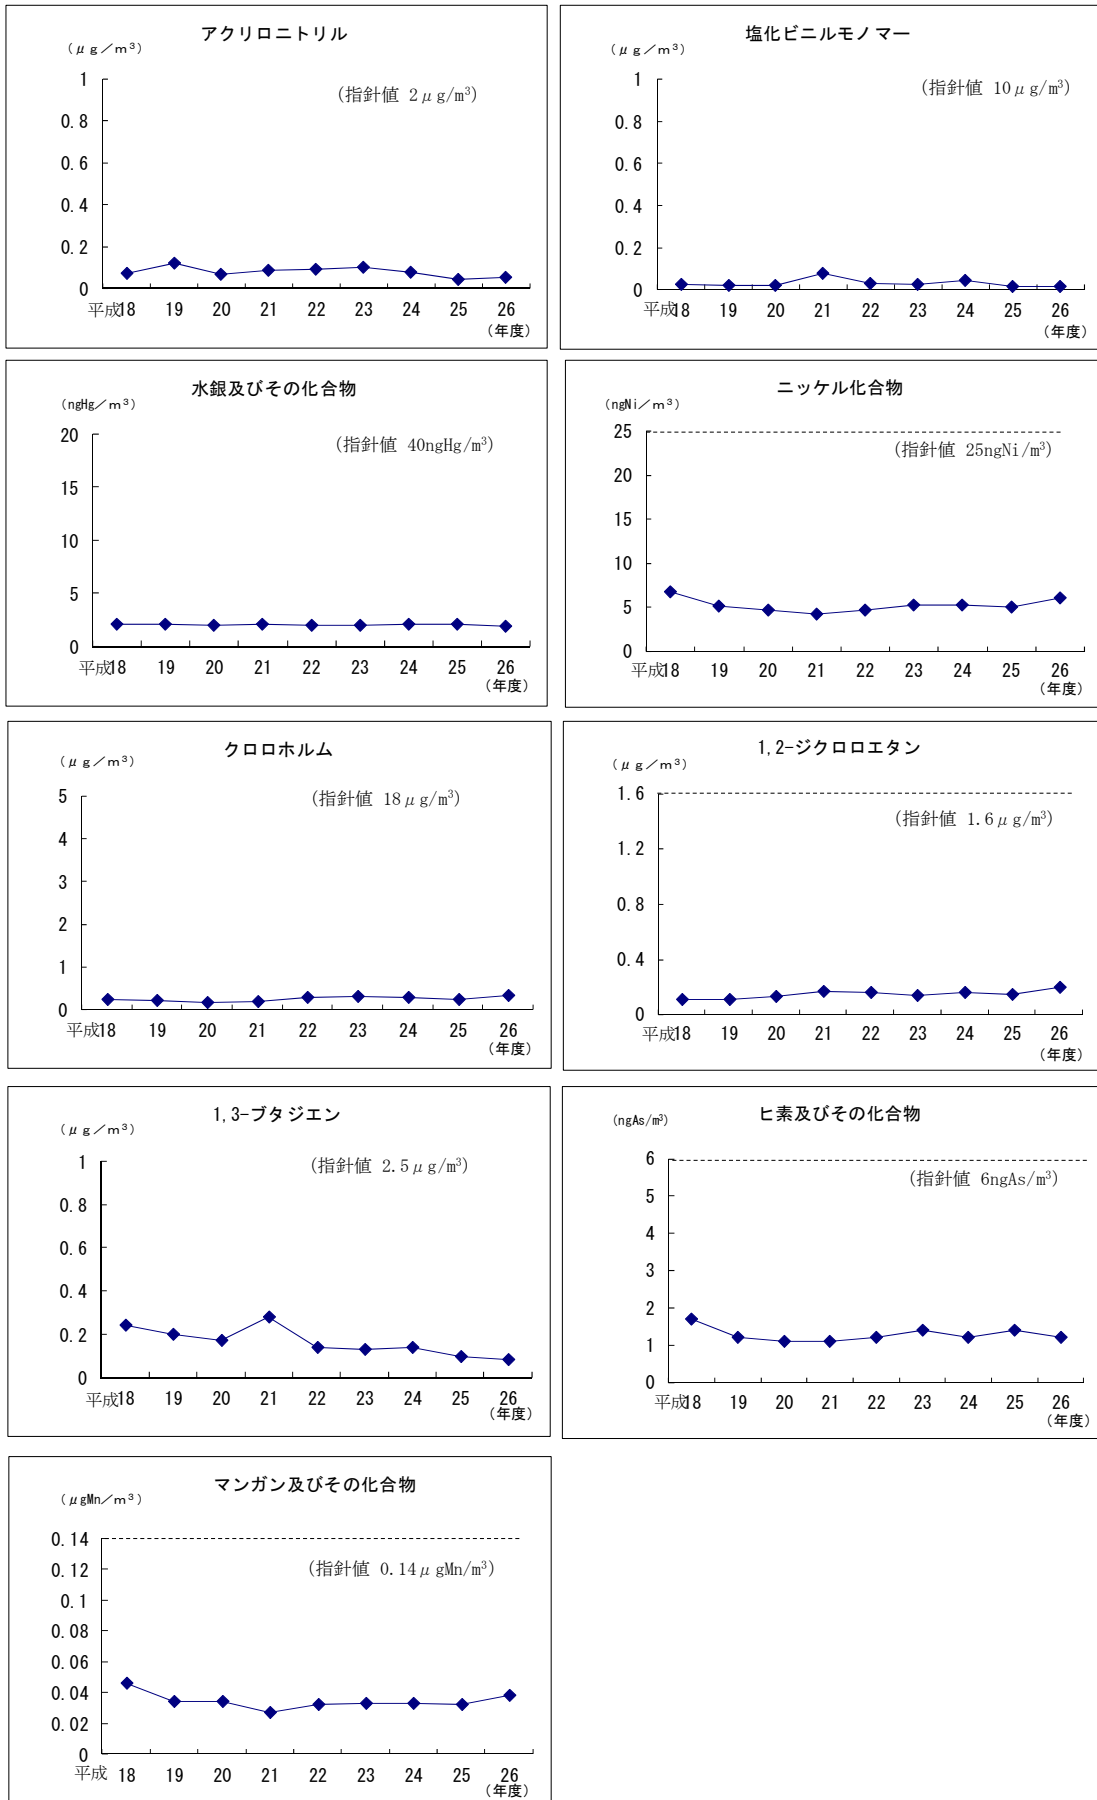 アクリロニトリル
(μg/m³)
(指針値 2μg/m³)
1
0.8
0.6
0.4
0.2
0
平成18 19 20 21 22 23 24 25 26
(年度)
塩化ビニルモノマー
(μg/m³)
(指針値 10μg/m³)
1
0.8
0.6
0.4
0.2
0
平成18 19 20 21 22 23 24 25 26
(年度)
水銀及びその化合物
(ngHg/m³)
(指針値 40ngHg/m³)
20
15
10
5
0
平成18 19 20 21 22 23 24 25 26
(年度)
ニッケル化合物
(ngNi/m³)
(指針値 25ngNi/m³)
25
20
15
10
5
0
平成18 19 20 21 22 23 24 25 26
(年度)
クロロホルム
(μg/m³)
(指針値 18μg/m³)
5
4
3
2
1
0
平成18 19 20 21 22 23 24 25 26
(年度)
1,2-ジクロロエタン
(μg/m³)
(指針値 1.6μg/m³)
1.6
1.2
0.8
0.4
0
平成18 19 20 21 22 23 24 25 26
(年度)
1,3-ブタジエン
(μg/m³)
(指針値 2.5μg/m³)
1
0.8
0.6
0.4
0.2
0
平成18 19 20 21 22 23 24 25 26
(年度)
ヒ素及びその化合物
(ngAs/m³)
(指針値 6ngAs/m³)
6
5
4
3
2
1
0
平成18 19 20 21 22 23 24 25 26
(年度)
マンガン及びその化合物
(μgMn/m³)
(指針値 0.14μgMn/m³)
0.14
0.12
0.1
0.08
0.06
0.04
0.02
0
平成 18 19 20 21 22 23 24 25 26
(年度)